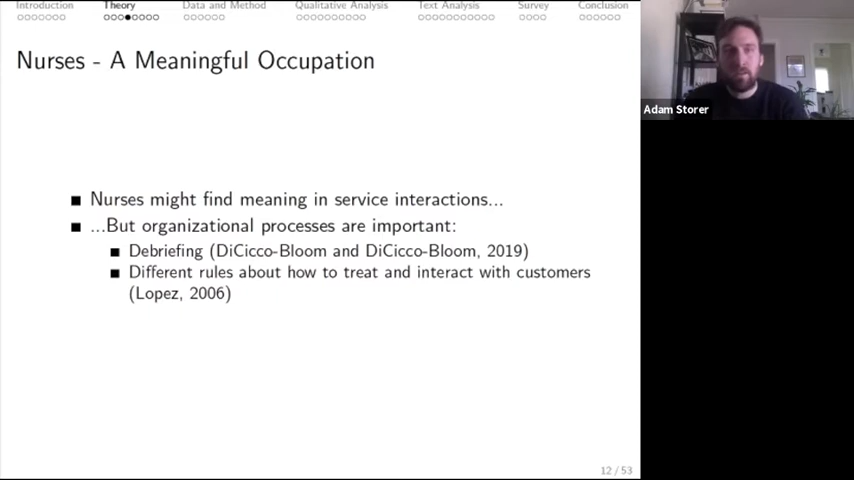 Introduction Theory Data and Method Qualitative Analysis Text Analysis Survey Conclusion
Nurses - A Meaningful Occupation
Adam Storer
■ Nurses might find meaning in service interactions...
■ ...But organizational processes are important:
■ Debriefing (DiCicco-Bloom and DiCicco-Bloom, 2019)
■ Different rules about how to treat and interact with customers
(Lopez, 2006)
12 / 53